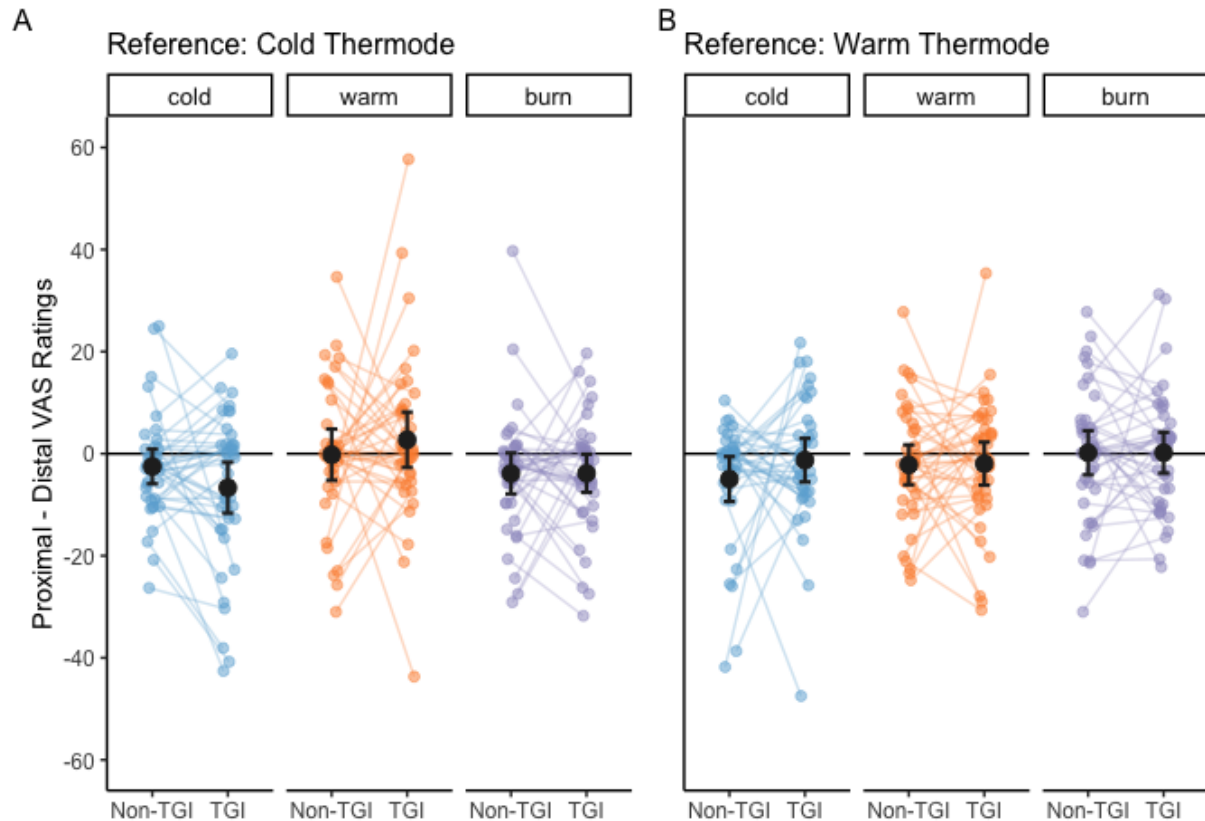 A
Reference: Cold Thermode
cold warm burn
Proximal - Distal VAS Ratings
60
40
20
0
-20
-40
-60
Non-TGI TGI Non-TGI TGI Non-TGI TGI
B
Reference: Warm Thermode
cold warm burn
Non-TGI TGI Non-TGI TGI Non-TGI TGI